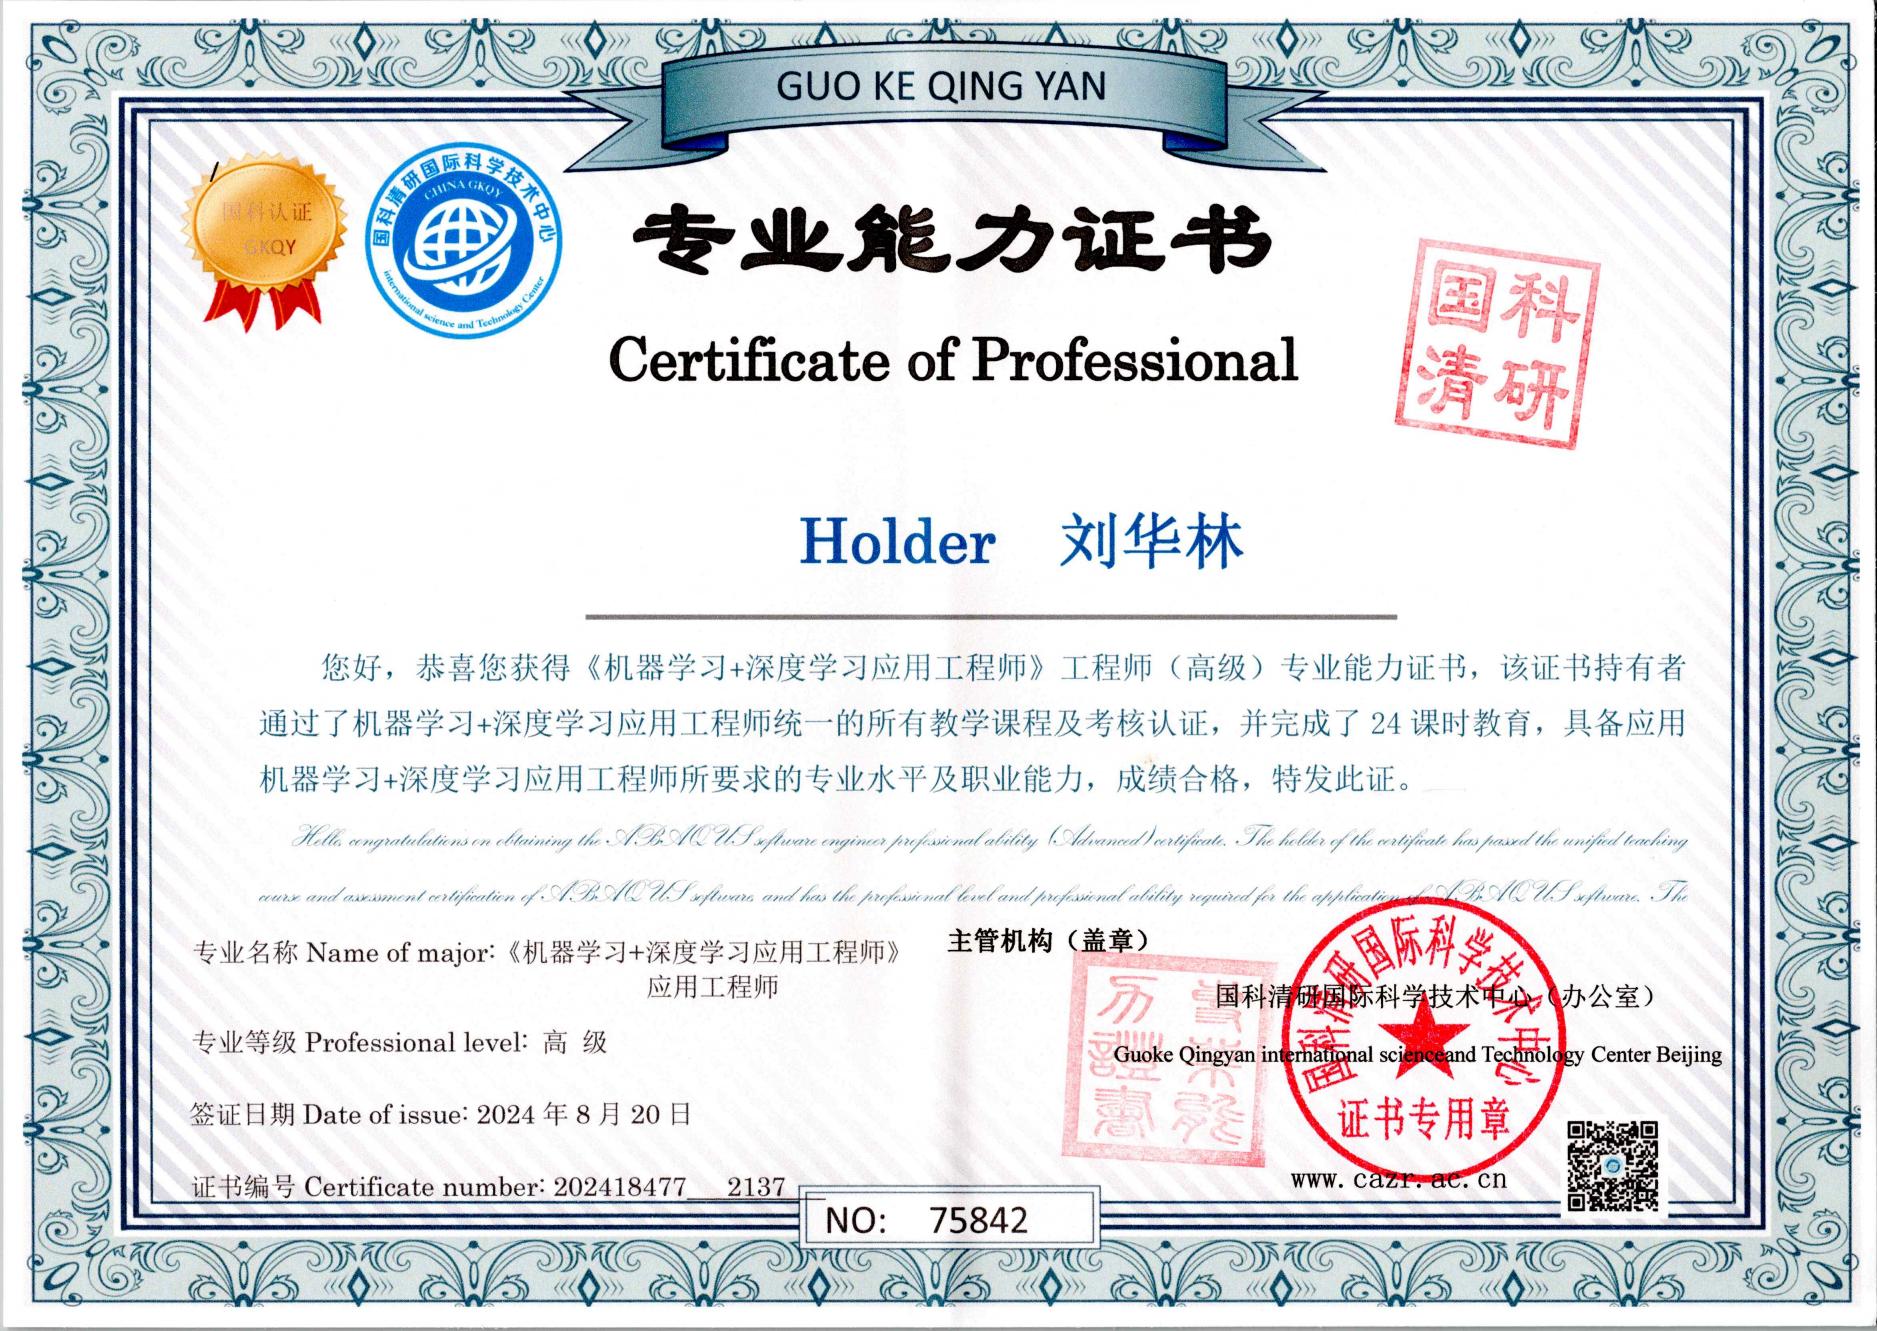 GUO KE QING YAN
国科认证
GKQY
国科清研国际科学技术中心
CHINA GKQY
international science and Technology Center
专业能力证书
国科
清研
Certificate of Professional
Holder 刘华林
您好，恭喜您获得《机器学习+深度学习应用工程师》工程师（高级）专业能力证书，该证书持有者
通过了机器学习+深度学习应用工程师统一的所有教学课程及考核认证，并完成了 24 课时教育，具备应用
机器学习+深度学习应用工程师所要求的专业水平及职业能力，成绩合格，特发此证。
Hello, congratulations on obtaining the ABAQUS software engineer professional ability (Advanced) certificate. The holder of the certificate has passed the unified teaching
course and assessment certification of ABAQUS software, and has the professional level and professional ability required for the application of ABAQUS software. The
专业名称 Name of major:《机器学习+深度学习应用工程师》
应用工程师
专业等级 Professional level: 高 级
签证日期 Date of issue: 2024 年 8 月 20 日
证书编号 Certificate number: 202418477 2137
主管机构（盖章）
国科清研国际科学技术中心（办公室）
Guoke Qingyan international scienceand Technology Center Beijing
国科清研国际科学技术中心
证书专用章
www.cazr.ac.cn
NO: 75842